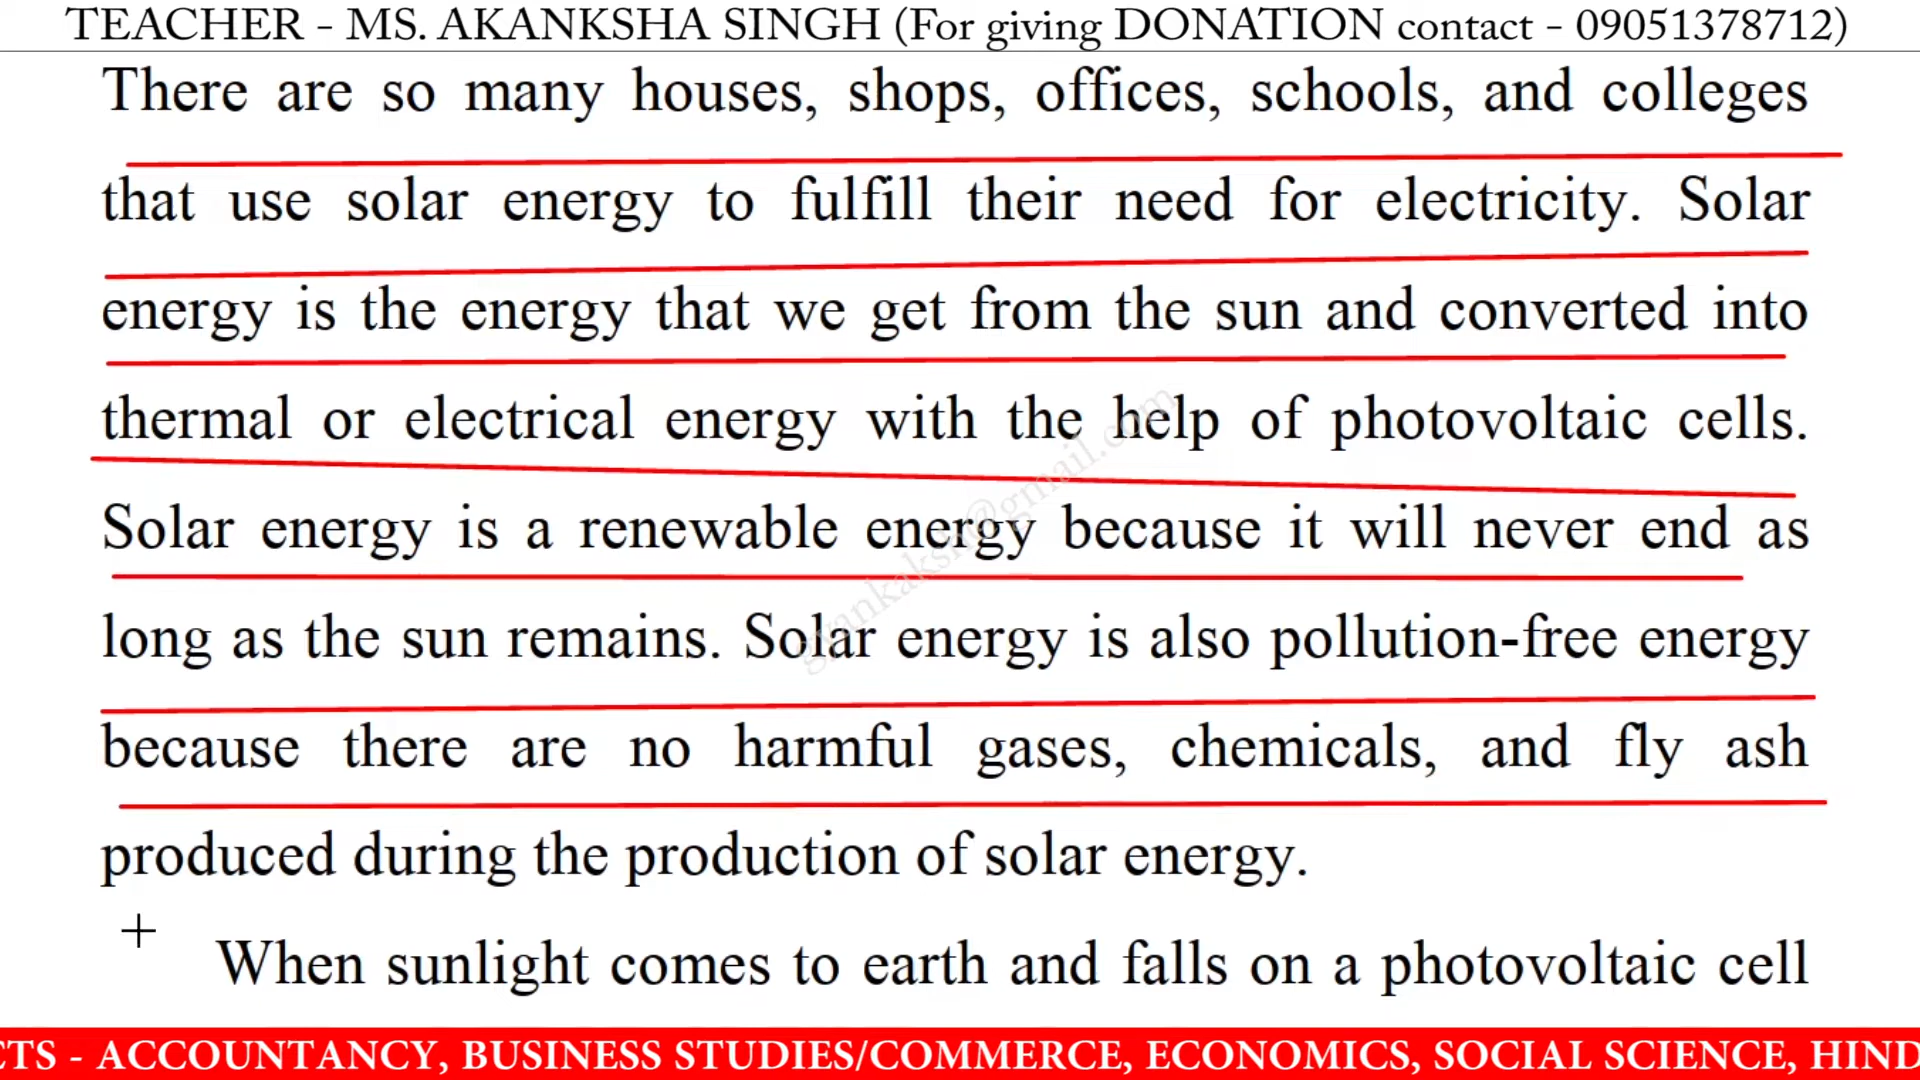 TEACHER - MS. AKANKSHA SINGH (For giving DONATION contact - 09051378712)
There are so many houses, shops, offices, schools, and colleges
that use solar energy to fulfill their need for electricity. Solar
energy is the energy that we get from the sun and converted into
thermal or electrical energy with the help of photovoltaic cells.
Solar energy is a renewable energy because it will never end as
long as the sun remains. Solar energy is also pollution-free energy
because there are no harmful gases, chemicals, and fly ash
produced during the production of solar energy.
When sunlight comes to earth and falls on a photovoltaic cell
gyankaksh@gmail.com
CTS - ACCOUNTANCY, BUSINESS STUDIES/COMMERCE, ECONOMICS, SOCIAL SCIENCE, HIND